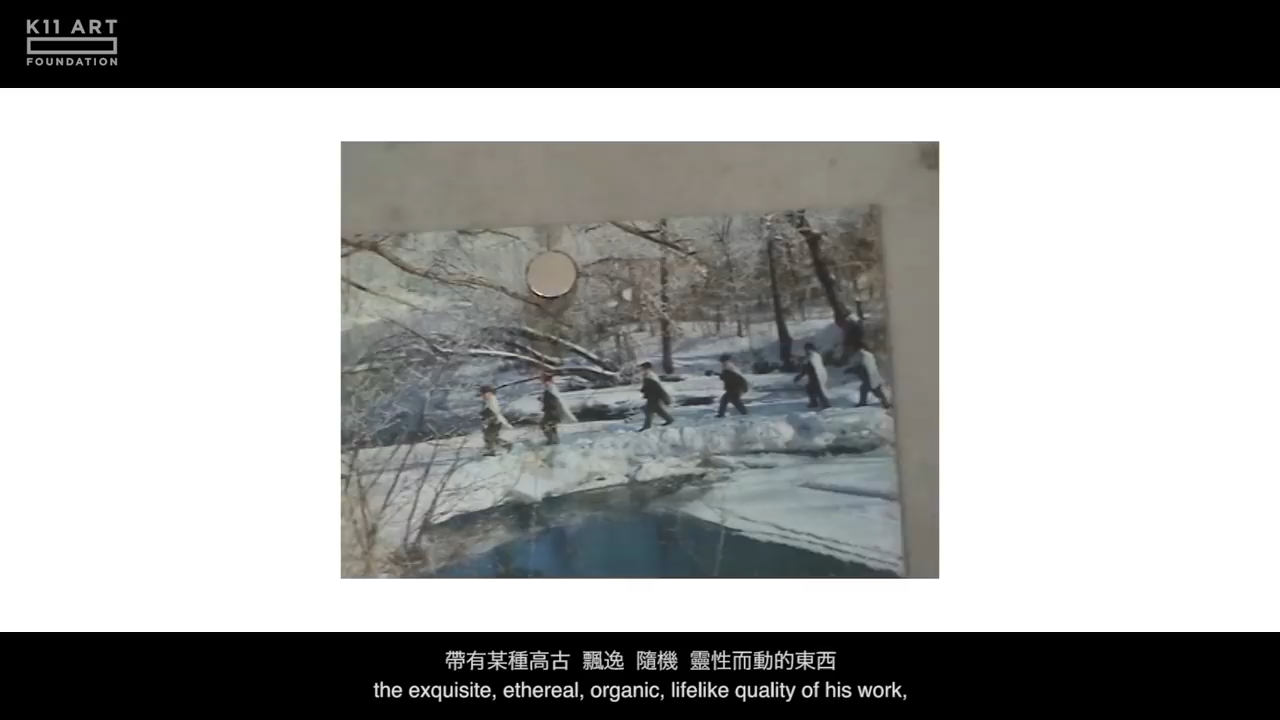 K11 ART
FOUNDATION
帶有某種高古 飄逸 隨機 靈性而動的東西
the exquisite, ethereal, organic, lifelike quality of his work,